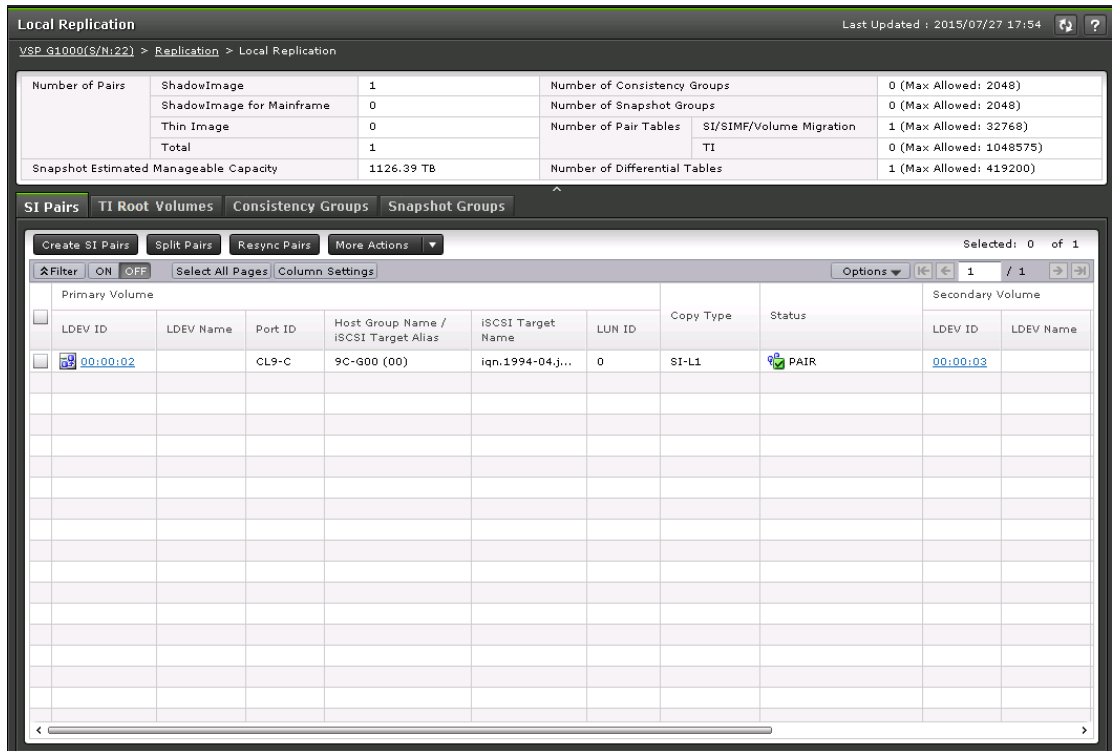 Local Replication
Last Updated : 2015/07/27 17:54
?
VSP G1000(S/N:22) > Replication > Local Replication
Number of Pairs ShadowImage 1 Number of Consistency Groups 0 (Max Allowed: 2048)
ShadowImage for Mainframe 0 Number of Snapshot Groups 0 (Max Allowed: 2048)
Thin Image 0 Number of Pair Tables SI/SIMF/Volume Migration 1 (Max Allowed: 32768)
Total 1 TI 0 (Max Allowed: 1048575)
Snapshot Estimated Manageable Capacity 1126.39 TB Number of Differential Tables 1 (Max Allowed: 419200)
SI Pairs TI Root Volumes Consistency Groups Snapshot Groups
Create SI Pairs Split Pairs Resync Pairs More Actions Selected: 0 of 1
Filter ON OFF Select All Pages Column Settings Options 1 / 1
Primary Volume Copy Type Status Secondary Volume
LDEV ID LDEV Name Port ID Host Group Name / iSCSI Target Alias iSCSI Target Name LUN ID LDEV ID LDEV Name
00:00:02 CL9-C 9C-G00 (00) iqn.1994-04.j... 0 SI-L1 PAIR 00:00:03